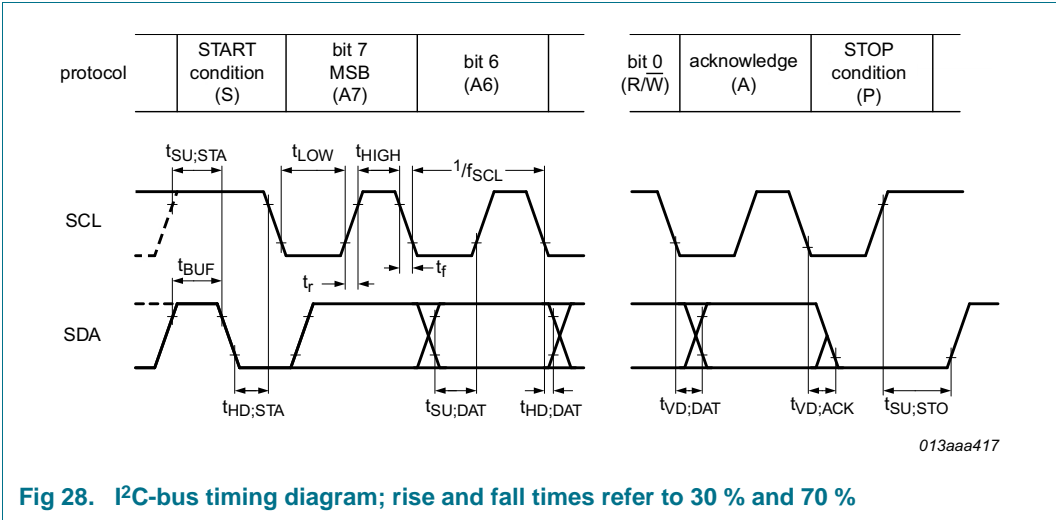 protocol
START
condition
(S)
bit 7
MSB
(A7)
bit 6
(A6)
bit 0
(R/W̅)
acknowledge
(A)
STOP
condition
(P)
tSU;STA
tLOW
tHIGH
1/fSCL
SCL
tBUF
tr
tf
SDA
tHD;STA
tSU;DAT
tHD;DAT
tVD;DAT
tVD;ACK
tSU;STO
013aaa417
Fig 28. I²C-bus timing diagram; rise and fall times refer to 30 % and 70 %